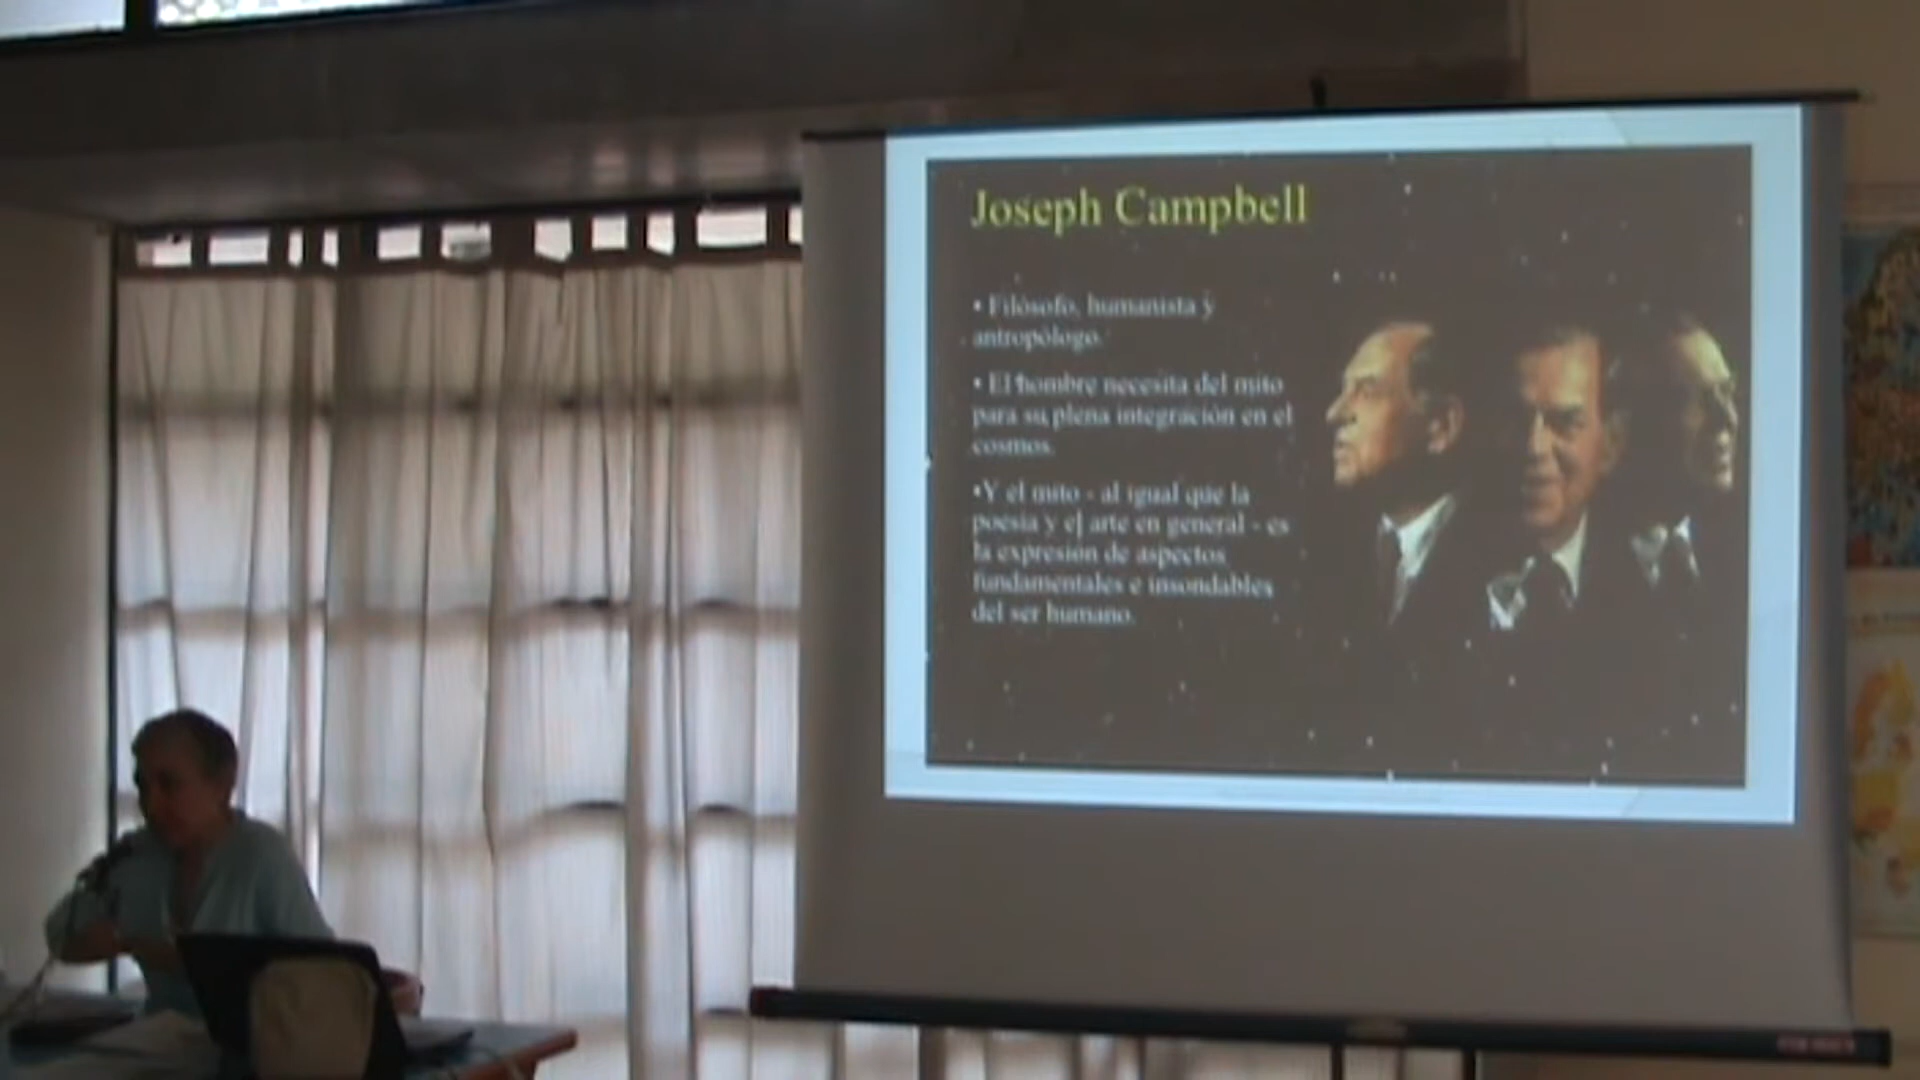 Joseph Campbell
• Filósofo, humanista y
antropólogo.
• El hombre necesita del mito
para su plena integración en el
cosmos.
•Y el mito - al igual que la
poesía y el arte en general - es
la expresión de aspectos
fundamentales e insondables
del ser humano.